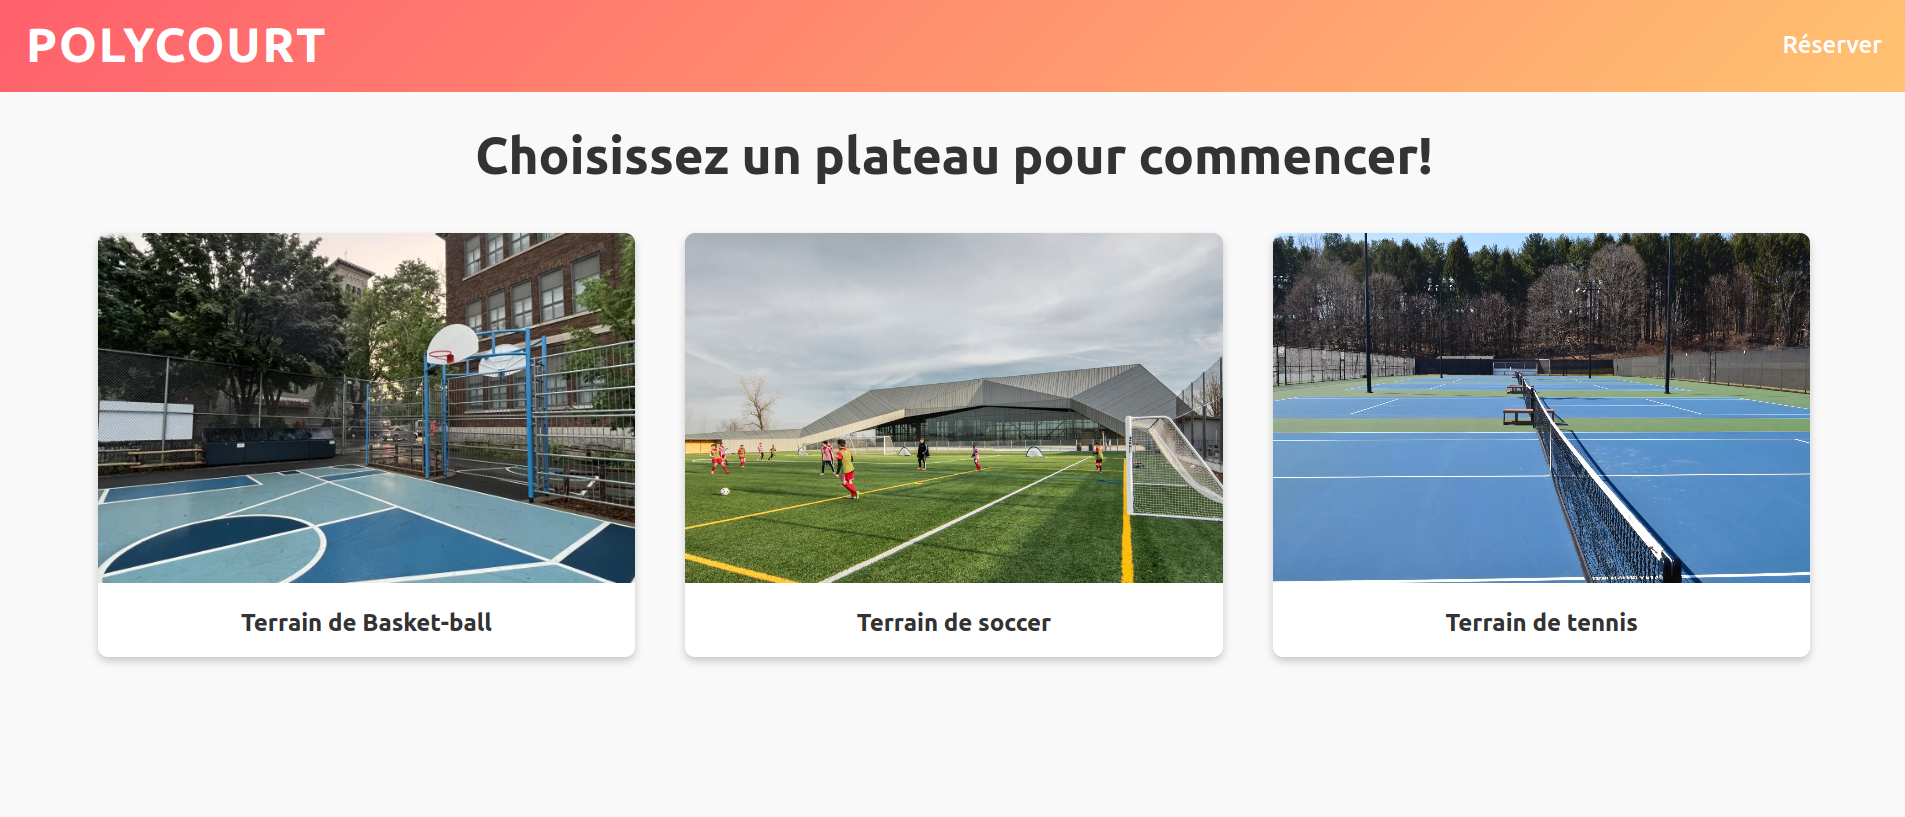 POLYCOURT
Réserver
Choisissez un plateau pour commencer!
Terrain de Basket-ball
Terrain de soccer
Terrain de tennis